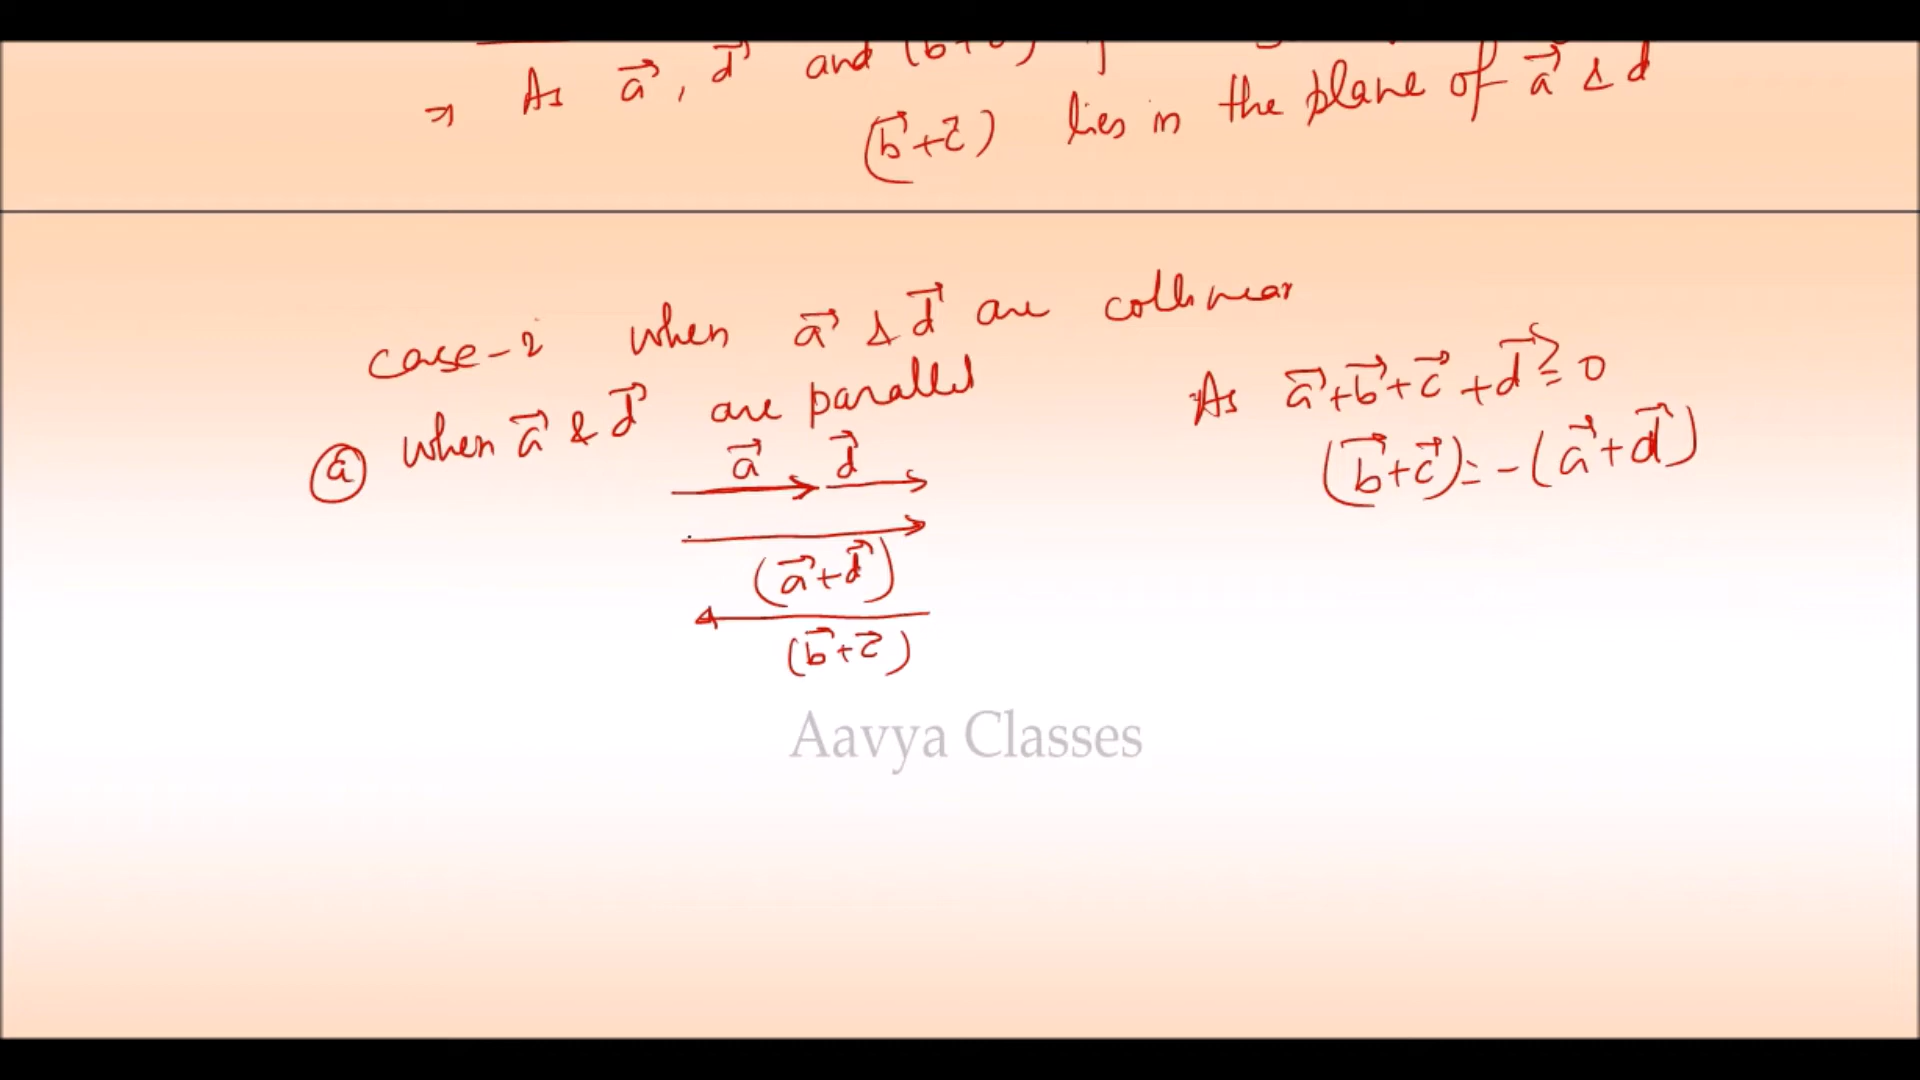 ⇒ As a⃗, d⃗ and (b+
(b⃗+c⃗) lies in the plane of a⃗ & d
case-2 when a⃗ & d⃗ are collinear
ⓐ when a⃗ & d⃗ are parallel
a⃗ d⃗
(a⃗+d⃗)
(b⃗+c⃗)
As a⃗+b⃗+c⃗+d⃗=0
(b⃗+c⃗)=-(a⃗+d⃗)
Aavya Classes